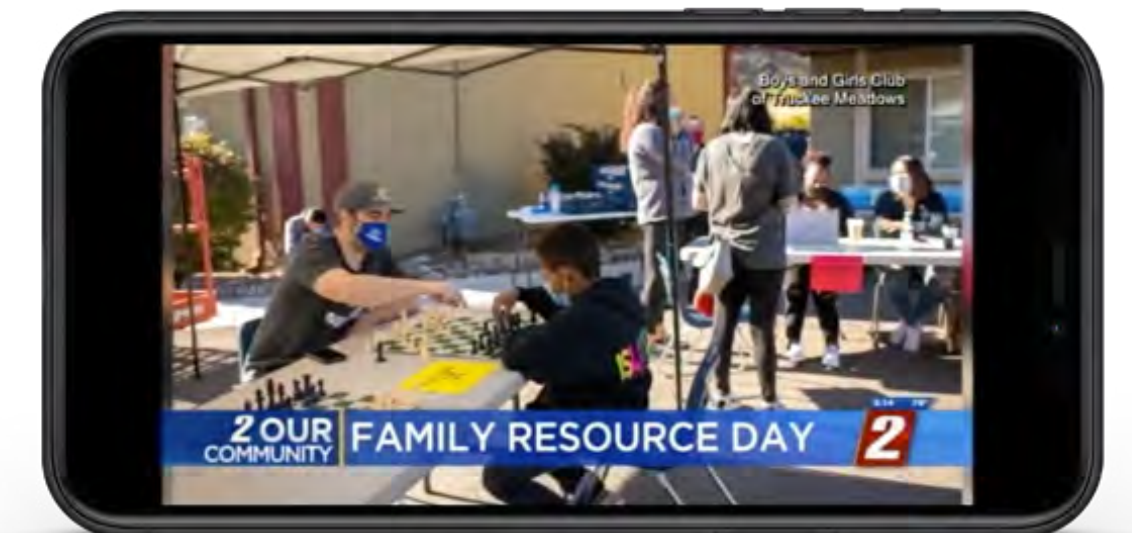 Boys and Girls Club
of Truckee Meadows
2 OUR
COMMUNITY
FAMILY RESOURCE DAY
2